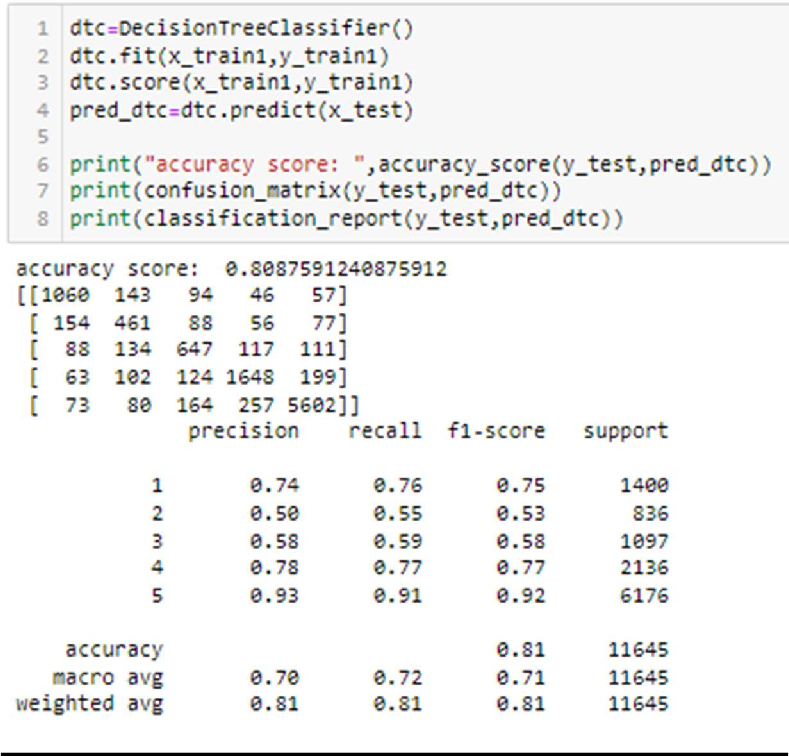 1 dtc=DecisionTreeClassifier()
2 dtc.fit(x_train1,y_train1)
3 dtc.score(x_train1,y_train1)
4 pred_dtc=dtc.predict(x_test)
5
6 print("accuracy score: ",accuracy_score(y_test,pred_dtc))
7 print(confusion_matrix(y_test,pred_dtc))
8 print(classification_report(y_test,pred_dtc))
accuracy score:  0.8087591240875912
[[1060  143   94   46   57]
 [ 154  461   88   56   77]
 [  88  134  647  117  111]
 [  63  102  124 1648  199]
 [  73   80  164  257 5602]]
              precision    recall  f1-score   support
           1       0.74      0.76      0.75      1400
           2       0.50      0.55      0.53       836
           3       0.58      0.59      0.58      1097
           4       0.78      0.77      0.77      2136
           5       0.93      0.91      0.92      6176
    accuracy                           0.81     11645
   macro avg       0.70      0.72      0.71     11645
weighted avg       0.81      0.81      0.81     11645